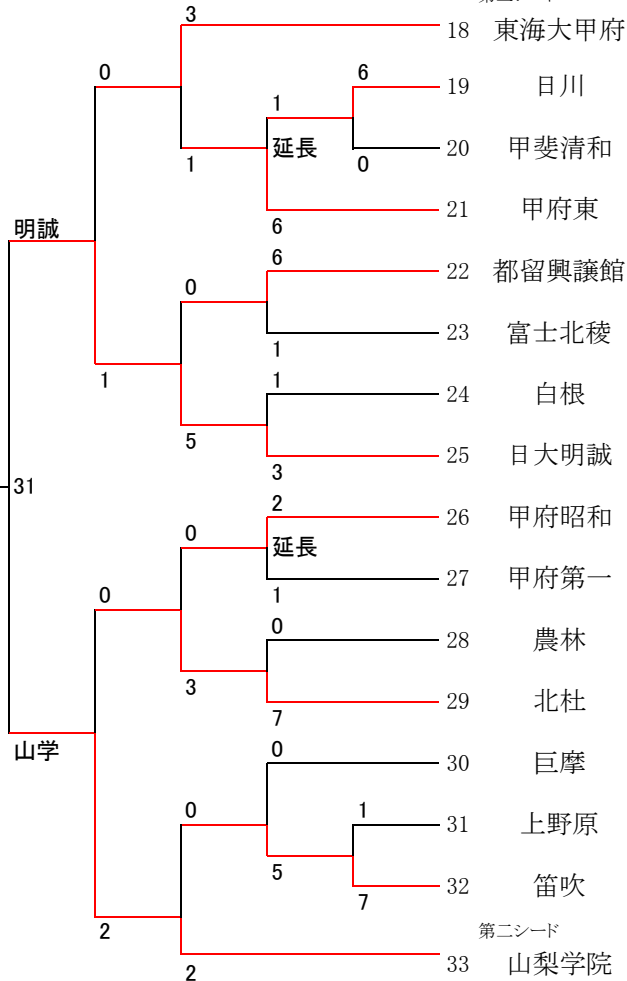 3
18 東海大甲府
0
6
19 日川
1
延長
20 甲斐清和
1
0
21 甲府東
明誠
6
6
22 都留興譲館
0
23 富士北稜
1
1
1
24 白根
5
25 日大明誠
3
31
2
26 甲府昭和
0
延長
27 甲府第一
0
1
0
28 農林
3
29 北杜
7
山学
0
30 巨摩
0
1
31 上野原
5
32 笛吹
7
2
第二シード
33 山梨学院
2